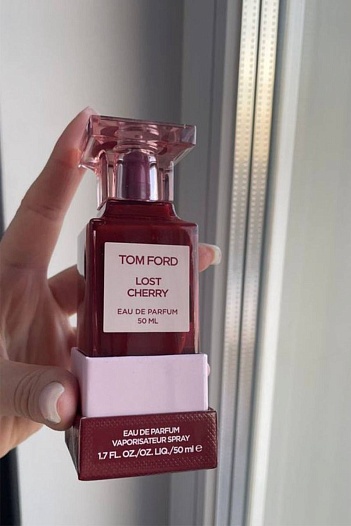 TOM FORD
LOST
CHERRY
EAU DE PARFUM
50 ML
EAU DE PARFUM
VAPORISATEUR SPRAY
1.7 FL. OZ./OZ. LIQ./50 ml ℮